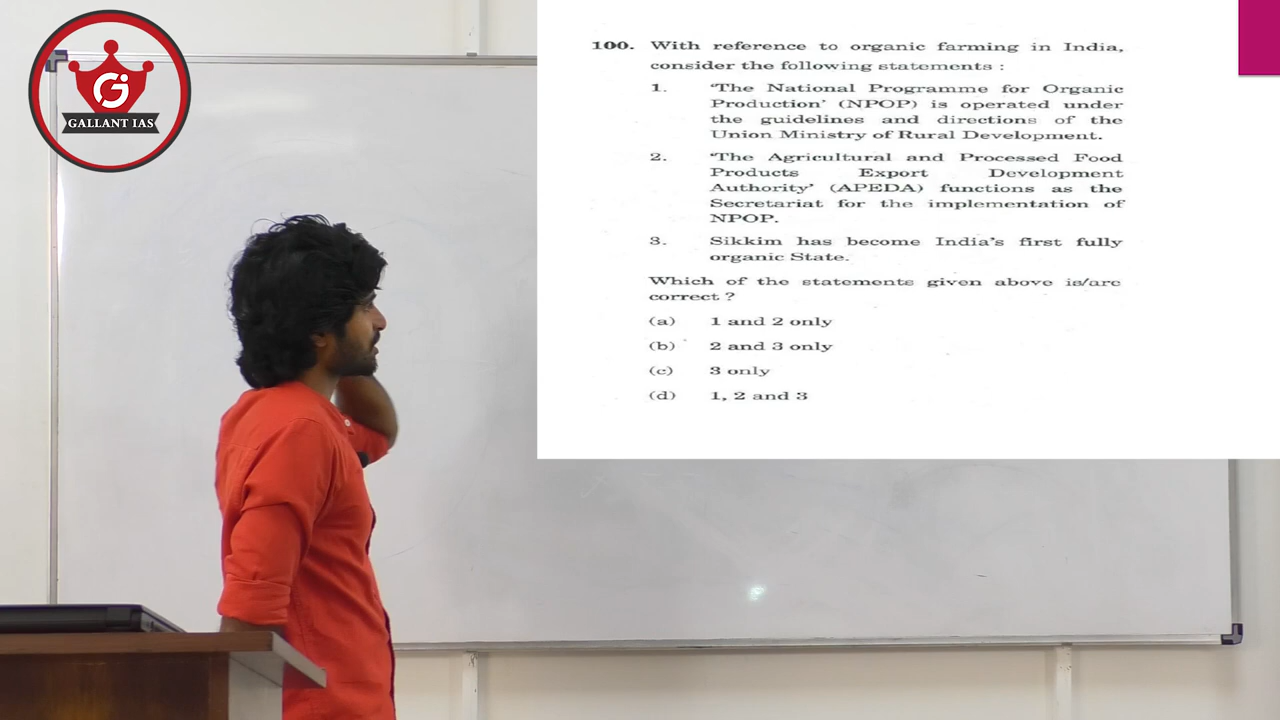 GALLANT IAS
100. With reference to organic farming in India,
consider the following statements :
1. 'The National Programme for Organic
Production' (NPOP) is operated under
the guidelines and directions of the
Union Ministry of Rural Development.
2. 'The Agricultural and Processed Food
Products Export Development
Authority' (APEDA) functions as the
Secretariat for the implementation of
NPOP.
3. Sikkim has become India's first fully
organic State.
Which of the statements given above is/are
correct ?
(a) 1 and 2 only
(b) 2 and 3 only
(c) 3 only
(d) 1, 2 and 3